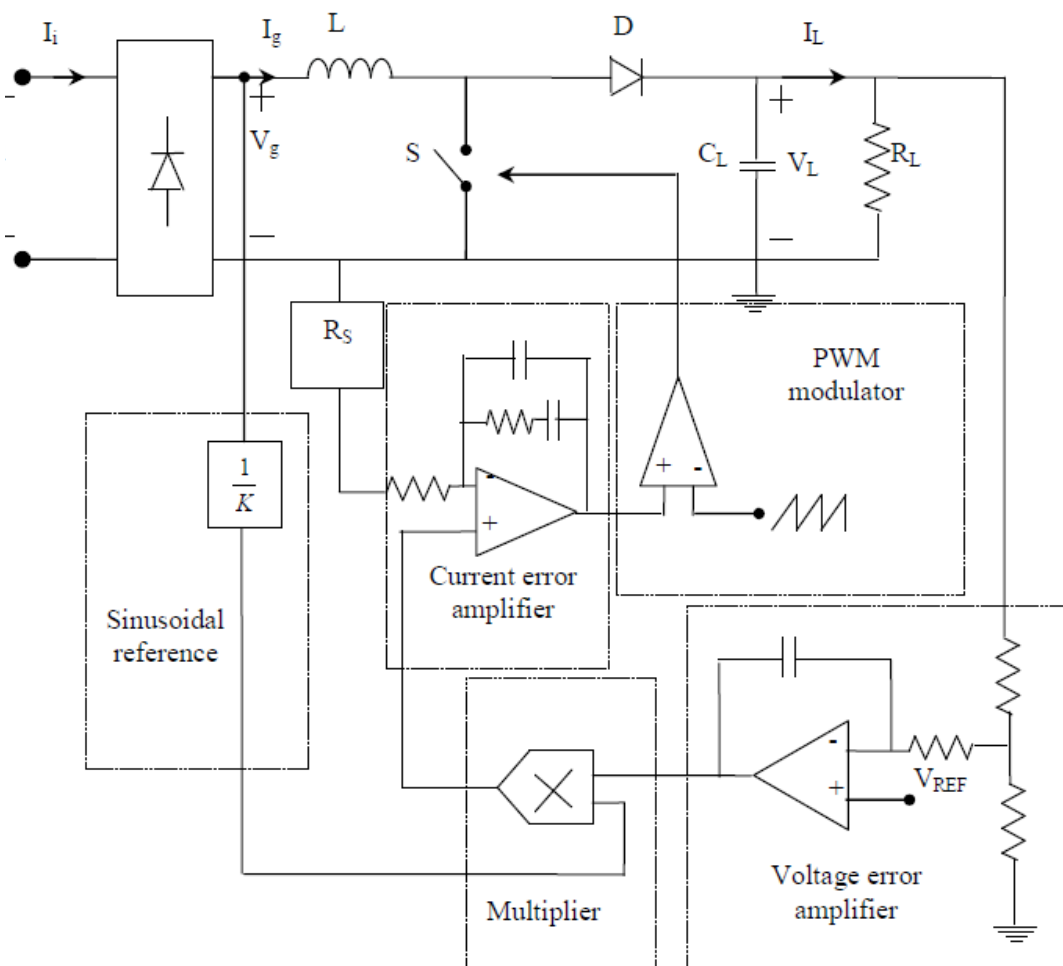 I_i
I_g
L
D
I_L
+
+
V_g
S
C_L
V_L
R_L
−
−
R_S
PWM
modulator
1
K
-
+
+
-
Current error
amplifier
Sinusoidal
reference
-
+
V_REF
Multiplier
Voltage error
amplifier